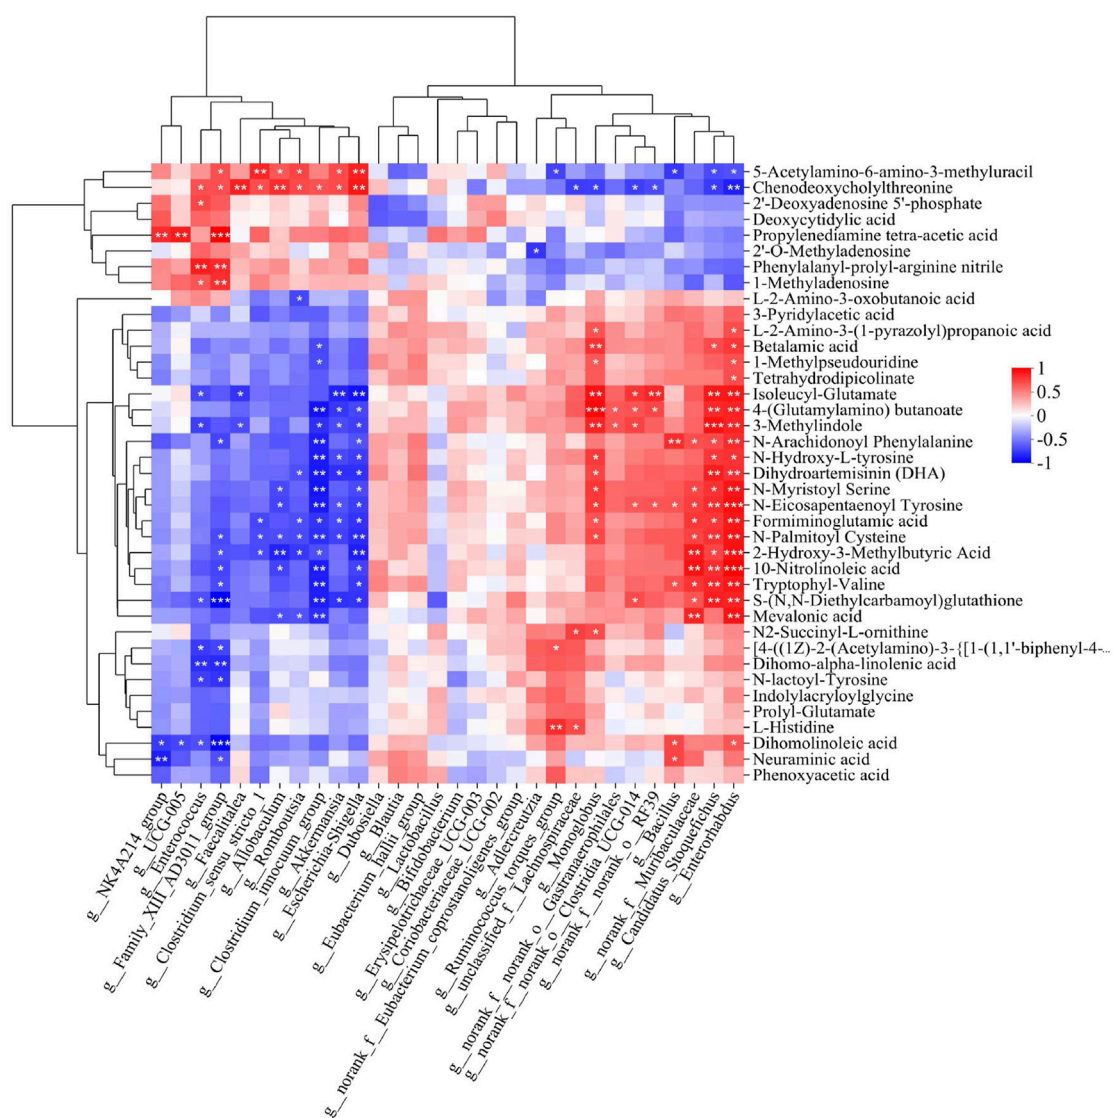 5-Acetylamino-6-amino-3-methyluracil
Chenodeoxycholylthreonine
2'-Deoxyadenosine 5'-phosphate
Deoxycytidylic acid
Propylenediamine tetra-acetic acid
2'-O-Methyladenosine
Phenylalanyl-prolyl-arginine nitrile
1-Methyladenosine
L-2-Amino-3-oxobutanoic acid
3-Pyridylacetic acid
L-2-Amino-3-(1-pyrazolyl)propanoic acid
Betalamic acid
1-Methylpseudouridine
Tetrahydrodipicolinate
Isoleucyl-Glutamate
4-(Glutamylamino) butanoate
3-Methylindole
N-Arachidonoyl Phenylalanine
N-Hydroxy-L-tyrosine
Dihydroartemisinin (DHA)
N-Myristoyl Serine
N-Eicosapentaenoyl Tyrosine
Formiminoglutamic acid
N-Palmitoyl Cysteine
2-Hydroxy-3-Methylbutyric Acid
10-Nitrolinoleic acid
Tryptophyl-Valine
S-(N,N-Diethylcarbamoyl)glutathione
Mevalonic acid
N2-Succinyl-L-ornithine
[4-((1Z)-2-(Acetylamino)-3-{[1-(1,1'-biphenyl-4-...
Dihomo-alpha-linolenic acid
N-lactoyl-Tyrosine
Indolylacryloylglycine
Prolyl-Glutamate
L-Histidine
Dihomolinoleic acid
Neuraminic acid
Phenoxyacetic acid
1
0.5
0
-0.5
-1
g__NK4A214_group
g__UCG-005
g__Enterococcus
g__Family_XIII_AD3011_group
g__Faecalitalea
g__Clostridium_sensu_stricto_1
g__Allobaculum
g__Romboutsia
g__Clostridium_innocuum_group
g__Akkermansia
g__Escherichia-Shigella
g__Dubosiella
g__Blautia
g__Eubacterium_hallii_group
g__Lactobacillus
g__Bifidobacterium
g__Erysipelotrichaceae_UCG-003
g__Coriobacteriaceae_UCG-002
g__norank_f__Eubacterium_coprostanoligenes_group
g__Adlercreutzia
g__Ruminococcus_torques_group
g__unclassified_f__Lachnospiraceae
g__Monoglobus
g__norank_f__norank_o__Gastranaerophilales
g__norank_f__norank_o__Clostridia_UCG-014
g__norank_f__norank_o__RF39
g__Bacillus
g__norank_f__Muribaculaceae
g__Candidatus_Stoquefichus
g__Enterorhabdus